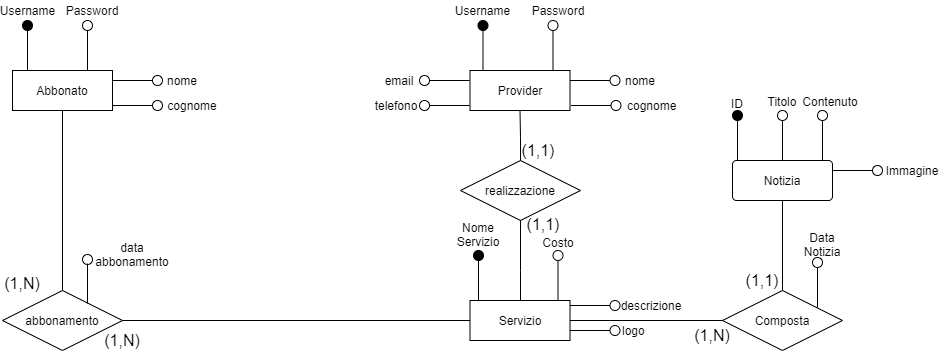 Username
Password
Abbonato
nome
cognome
Username
Password
email
telefono
Provider
nome
cognome
(1,1)
realizzazione
(1,1)
ID
Titolo
Contenuto
Notizia
Immagine
Nome
Servizio
Costo
data
abbonamento
Data
Notizia
(1,N)
abbonamento
(1,N)
Servizio
descrizione
logo
(1,1)
(1,N)
Composta